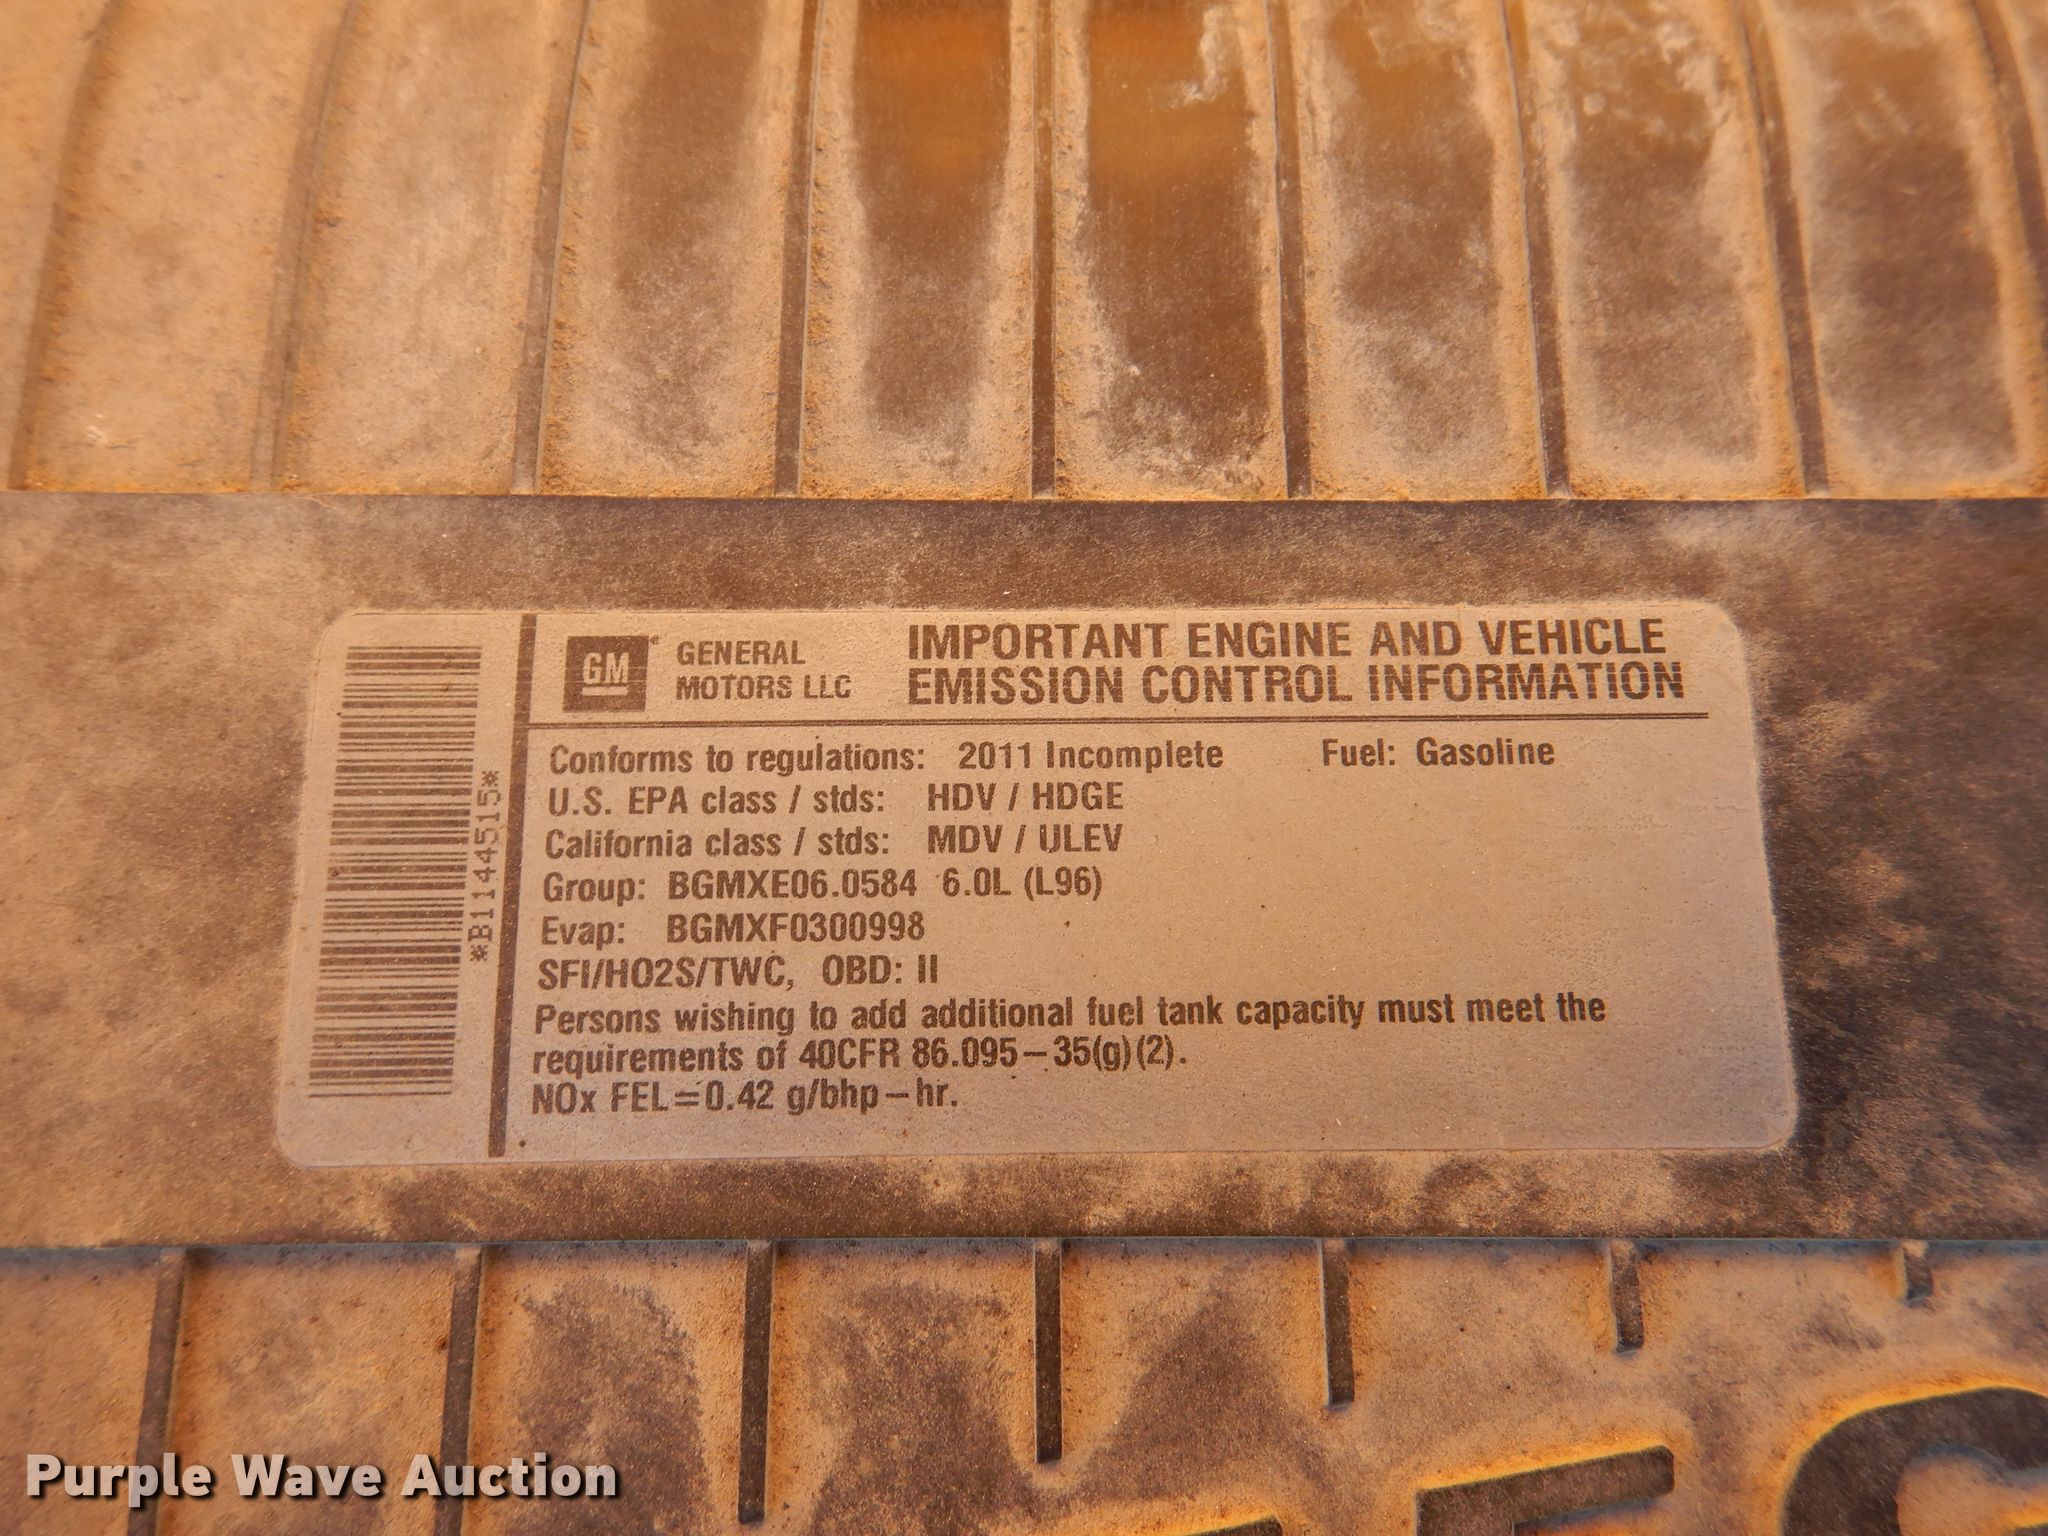 *B1144515*
GM
GENERAL
MOTORS LLC
IMPORTANT ENGINE AND VEHICLE
EMISSION CONTROL INFORMATION
Conforms to regulations: 2011 Incomplete Fuel: Gasoline
U.S. EPA class / stds: HDV / HDGE
California class / stds: MDV / ULEV
Group: BGMXE06.0584 6.0L (L96)
Evap: BGMXF0300998
SFI/HO2S/TWC, OBD: II
Persons wishing to add additional fuel tank capacity must meet the
requirements of 40CFR 86.095–35(g)(2).
NOx FEL=0.42 g/bhp–hr.
Purple Wave Auction